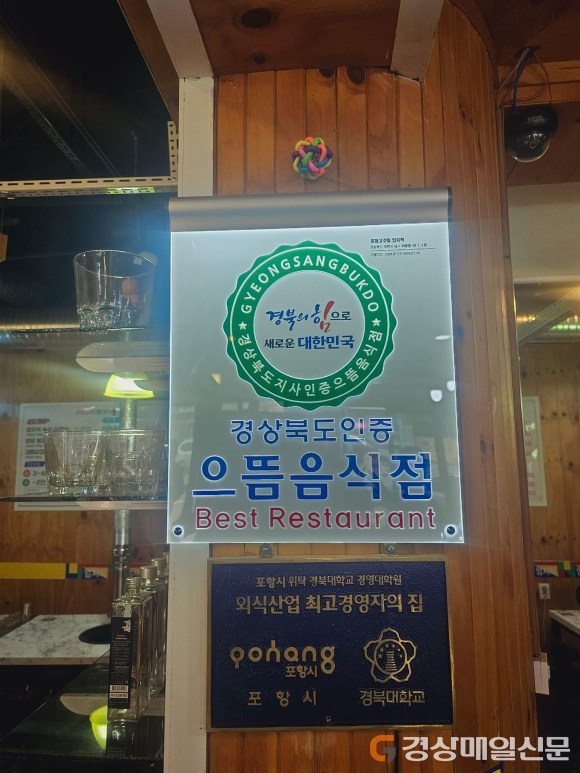 GYEONGSANGBUKDO
경북의 힘으로
새로운 대한민국
경상북도지사인증으뜸음식점
경상북도인증
으뜸음식점
Best Restaurant
포항시 위탁 경북대학교 경영대학원
외식산업 최고경영자의 집
pohang
포항시
포항시
경북대학교
경상매일신문